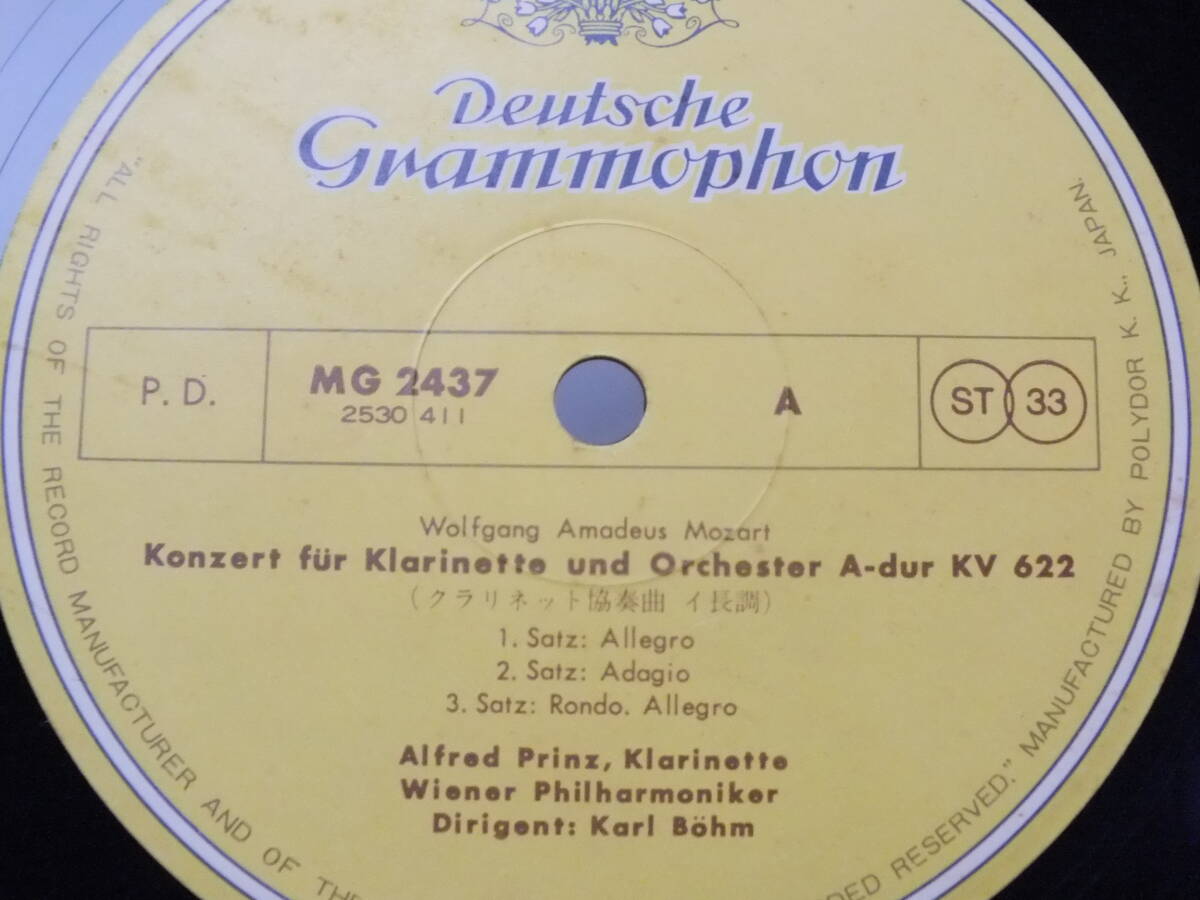 Deutsche
Grammophon
P. D.
MG 2437
2530 411
A
ST 33
Wolfgang Amadeus Mozart
Konzert für Klarinette und Orchester A-dur KV 622
(クラリネット協奏曲 イ長調)
1. Satz: Allegro
2. Satz: Adagio
3. Satz: Rondo. Allegro
Alfred Prinz, Klarinette
Wiener Philharmoniker
Dirigent: Karl Böhm
"ALL RIGHTS OF THE RECORD MANUFACTURER AND OF THE
RESERVED." MANUFACTURED BY POLYDOR K. K., JAPAN.